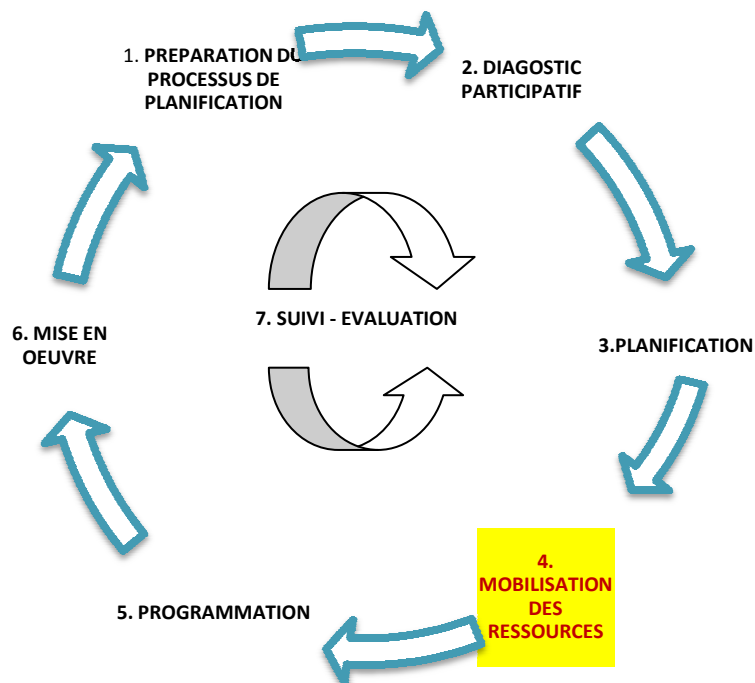 1. PREPARATION DU
PROCESSUS DE
PLANIFICATION
2. DIAGOSTIC
PARTICIPATIF
3.PLANIFICATION
4.
MOBILISATION
DES
RESSOURCES
5. PROGRAMMATION
6. MISE EN
OEUVRE
7. SUIVI - EVALUATION